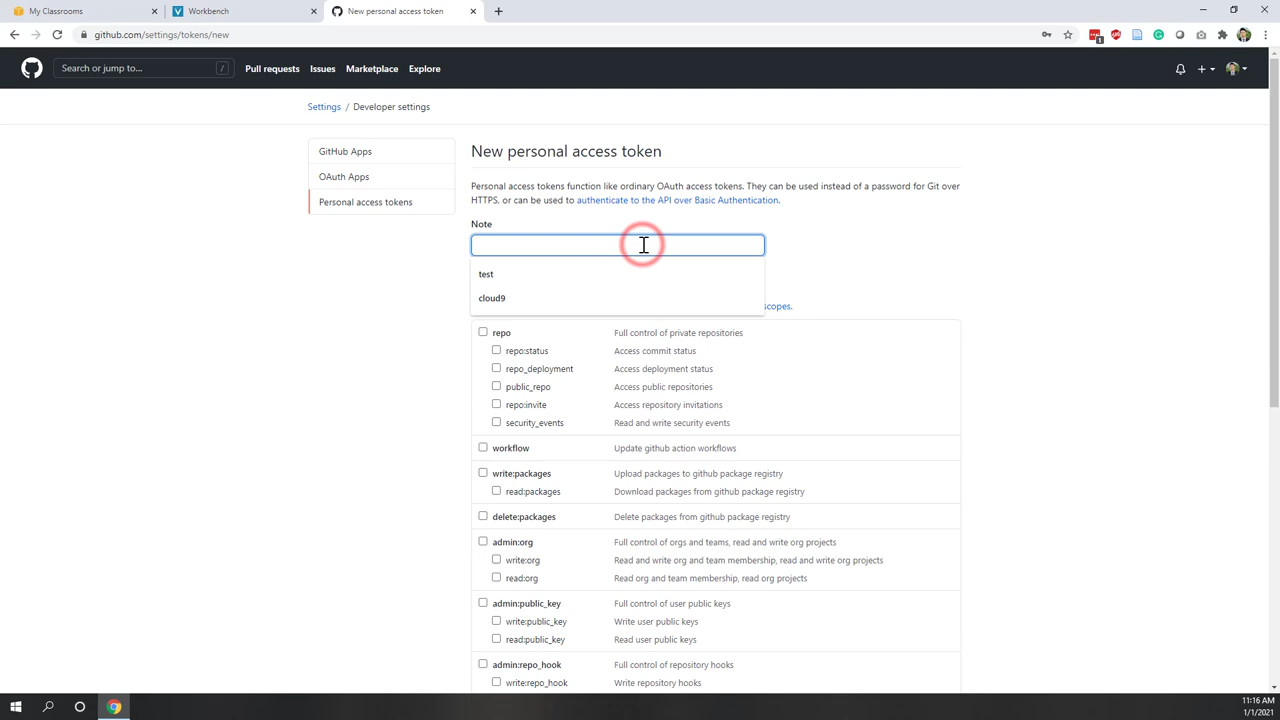 My Classrooms
Workbench
New personal access token
github.com/settings/tokens/new
1
Search or jump to...
/
Pull requests
Issues
Marketplace
Explore
Settings / Developer settings
GitHub Apps
OAuth Apps
Personal access tokens
New personal access token
Personal access tokens function like ordinary OAuth access tokens. They can be used instead of a password for Git over
HTTPS, or can be used to authenticate to the API over Basic Authentication.
Note
test
cloud9
scopes.
repo Full control of private repositories
repo:status Access commit status
repo_deployment Access deployment status
public_repo Access public repositories
repo:invite Access repository invitations
security_events Read and write security events
workflow Update github action workflows
write:packages Upload packages to github package registry
read:packages Download packages from github package registry
delete:packages Delete packages from github package registry
admin:org Full control of orgs and teams, read and write org projects
write:org Read and write org and team membership, read and write org projects
read:org Read org and team membership, read org projects
admin:public_key Full control of user public keys
write:public_key Write user public keys
read:public_key Read user public keys
admin:repo_hook Full control of repository hooks
write:repo_hook Write repository hooks
11:16 AM
1/1/2021